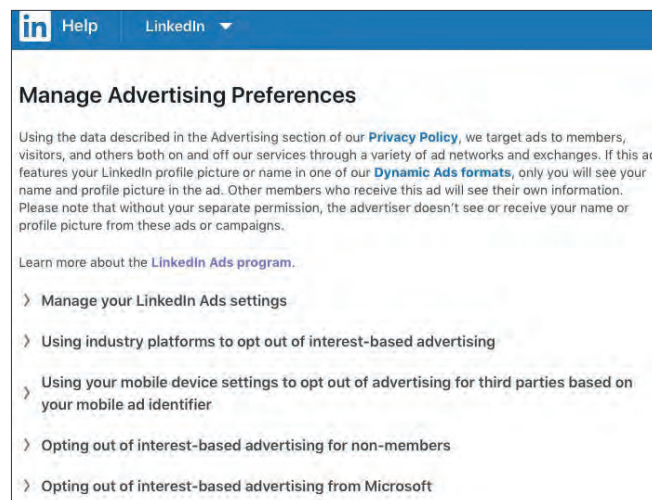 in Help LinkedIn
Manage Advertising Preferences
Using the data described in the Advertising section of our Privacy Policy, we target ads to members,
visitors, and others both on and off our services through a variety of ad networks and exchanges. If this ad
features your LinkedIn profile picture or name in one of our Dynamic Ads formats, only you will see your
name and profile picture in the ad. Other members who receive this ad will see their own information.
Please note that without your separate permission, the advertiser doesn't see or receive your name or
profile picture from these ads or campaigns.
Learn more about the LinkedIn Ads program.
Manage your LinkedIn Ads settings
Using industry platforms to opt out of interest-based advertising
Using your mobile device settings to opt out of advertising for third parties based on
your mobile ad identifier
Opting out of interest-based advertising for non-members
Opting out of interest-based advertising from Microsoft